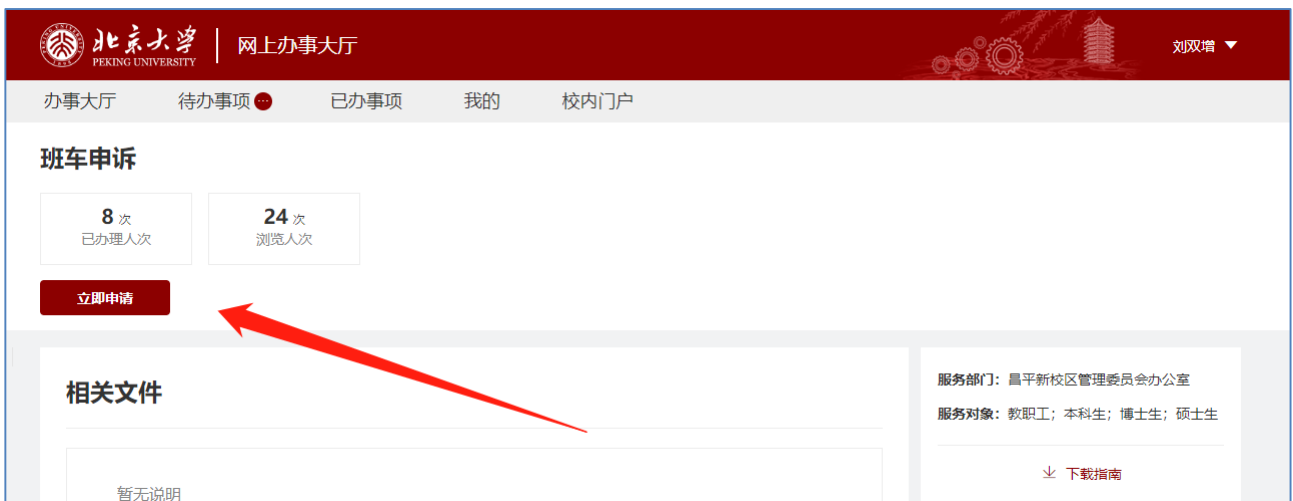 北京大学
PEKING UNIVERSITY
1898
网上办事大厅
刘双增
办事大厅 待办事项 已办事项 我的 校内门户
班车申诉
8 次
已办理人次
24 次
浏览人次
立即申请
相关文件
暂无说明
服务部门：昌平新校区管理委员会办公室
服务对象：教职工；本科生；博士生；硕士生
下载指南